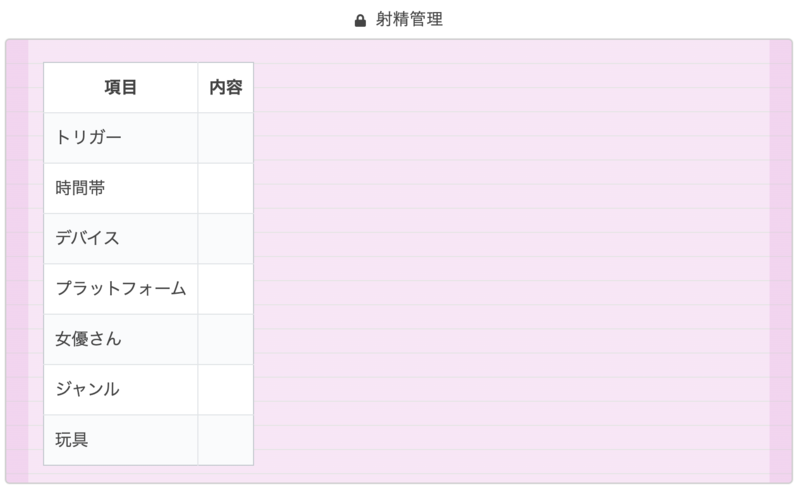 射精管理
項目 内容
トリガー
時間帯
デバイス
プラットフォーム
女優さん
ジャンル
玩具